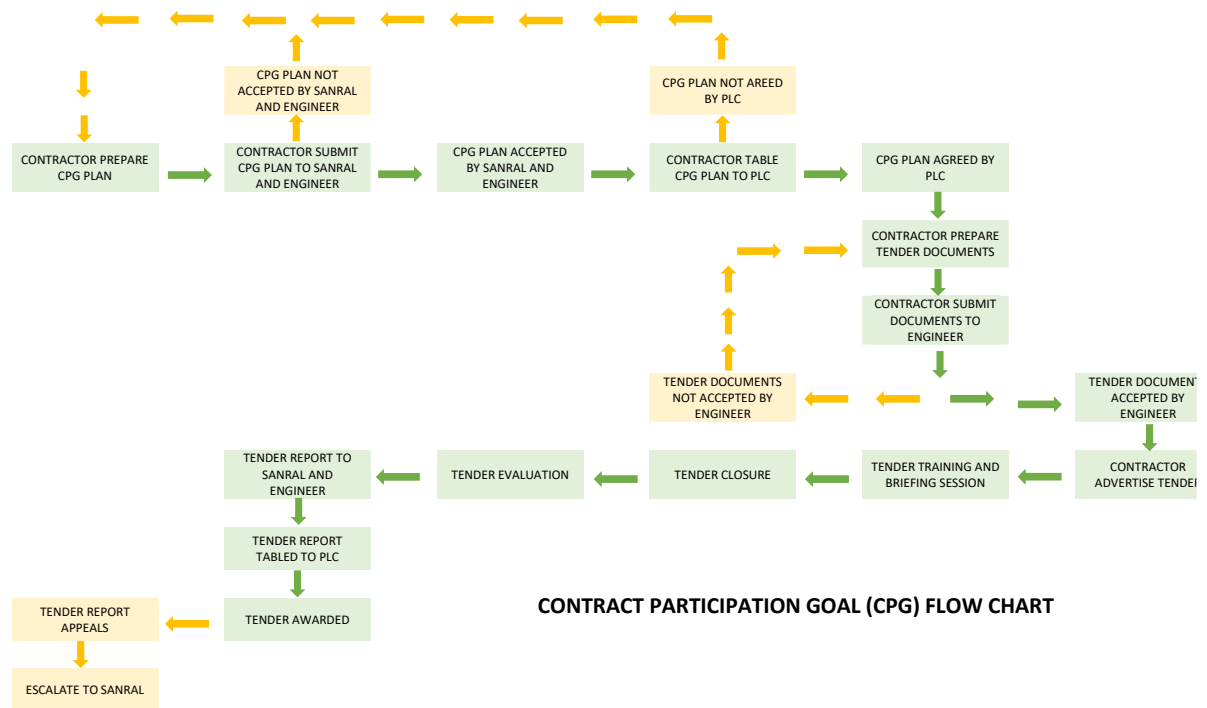 CPG PLAN NOT
ACCEPTED BY SANRAL
AND ENGINEER
CPG PLAN NOT AREED
BY PLC
CONTRACTOR PREPARE
CPG PLAN
CONTRACTOR SUBMIT
CPG PLAN TO SANRAL
AND ENGINEER
CPG PLAN ACCEPTED
BY SANRAL AND
ENGINEER
CONTRACTOR TABLE
CPG PLAN TO PLC
CPG PLAN AGREED BY
PLC
CONTRACTOR PREPARE
TENDER DOCUMENTS
CONTRACTOR SUBMIT
DOCUMENTS TO
ENGINEER
TENDER DOCUMENTS
NOT ACCEPTED BY
ENGINEER
TENDER DOCUMENT
ACCEPTED BY
ENGINEER
TENDER REPORT TO
SANRAL AND
ENGINEER
TENDER EVALUATION
TENDER CLOSURE
TENDER TRAINING AND
BRIEFING SESSION
CONTRACTOR
ADVERTISE TENDER
TENDER REPORT
TABLED TO PLC
CONTRACT PARTICIPATION GOAL (CPG) FLOW CHART
TENDER REPORT
APPEALS
TENDER AWARDED
ESCALATE TO SANRAL